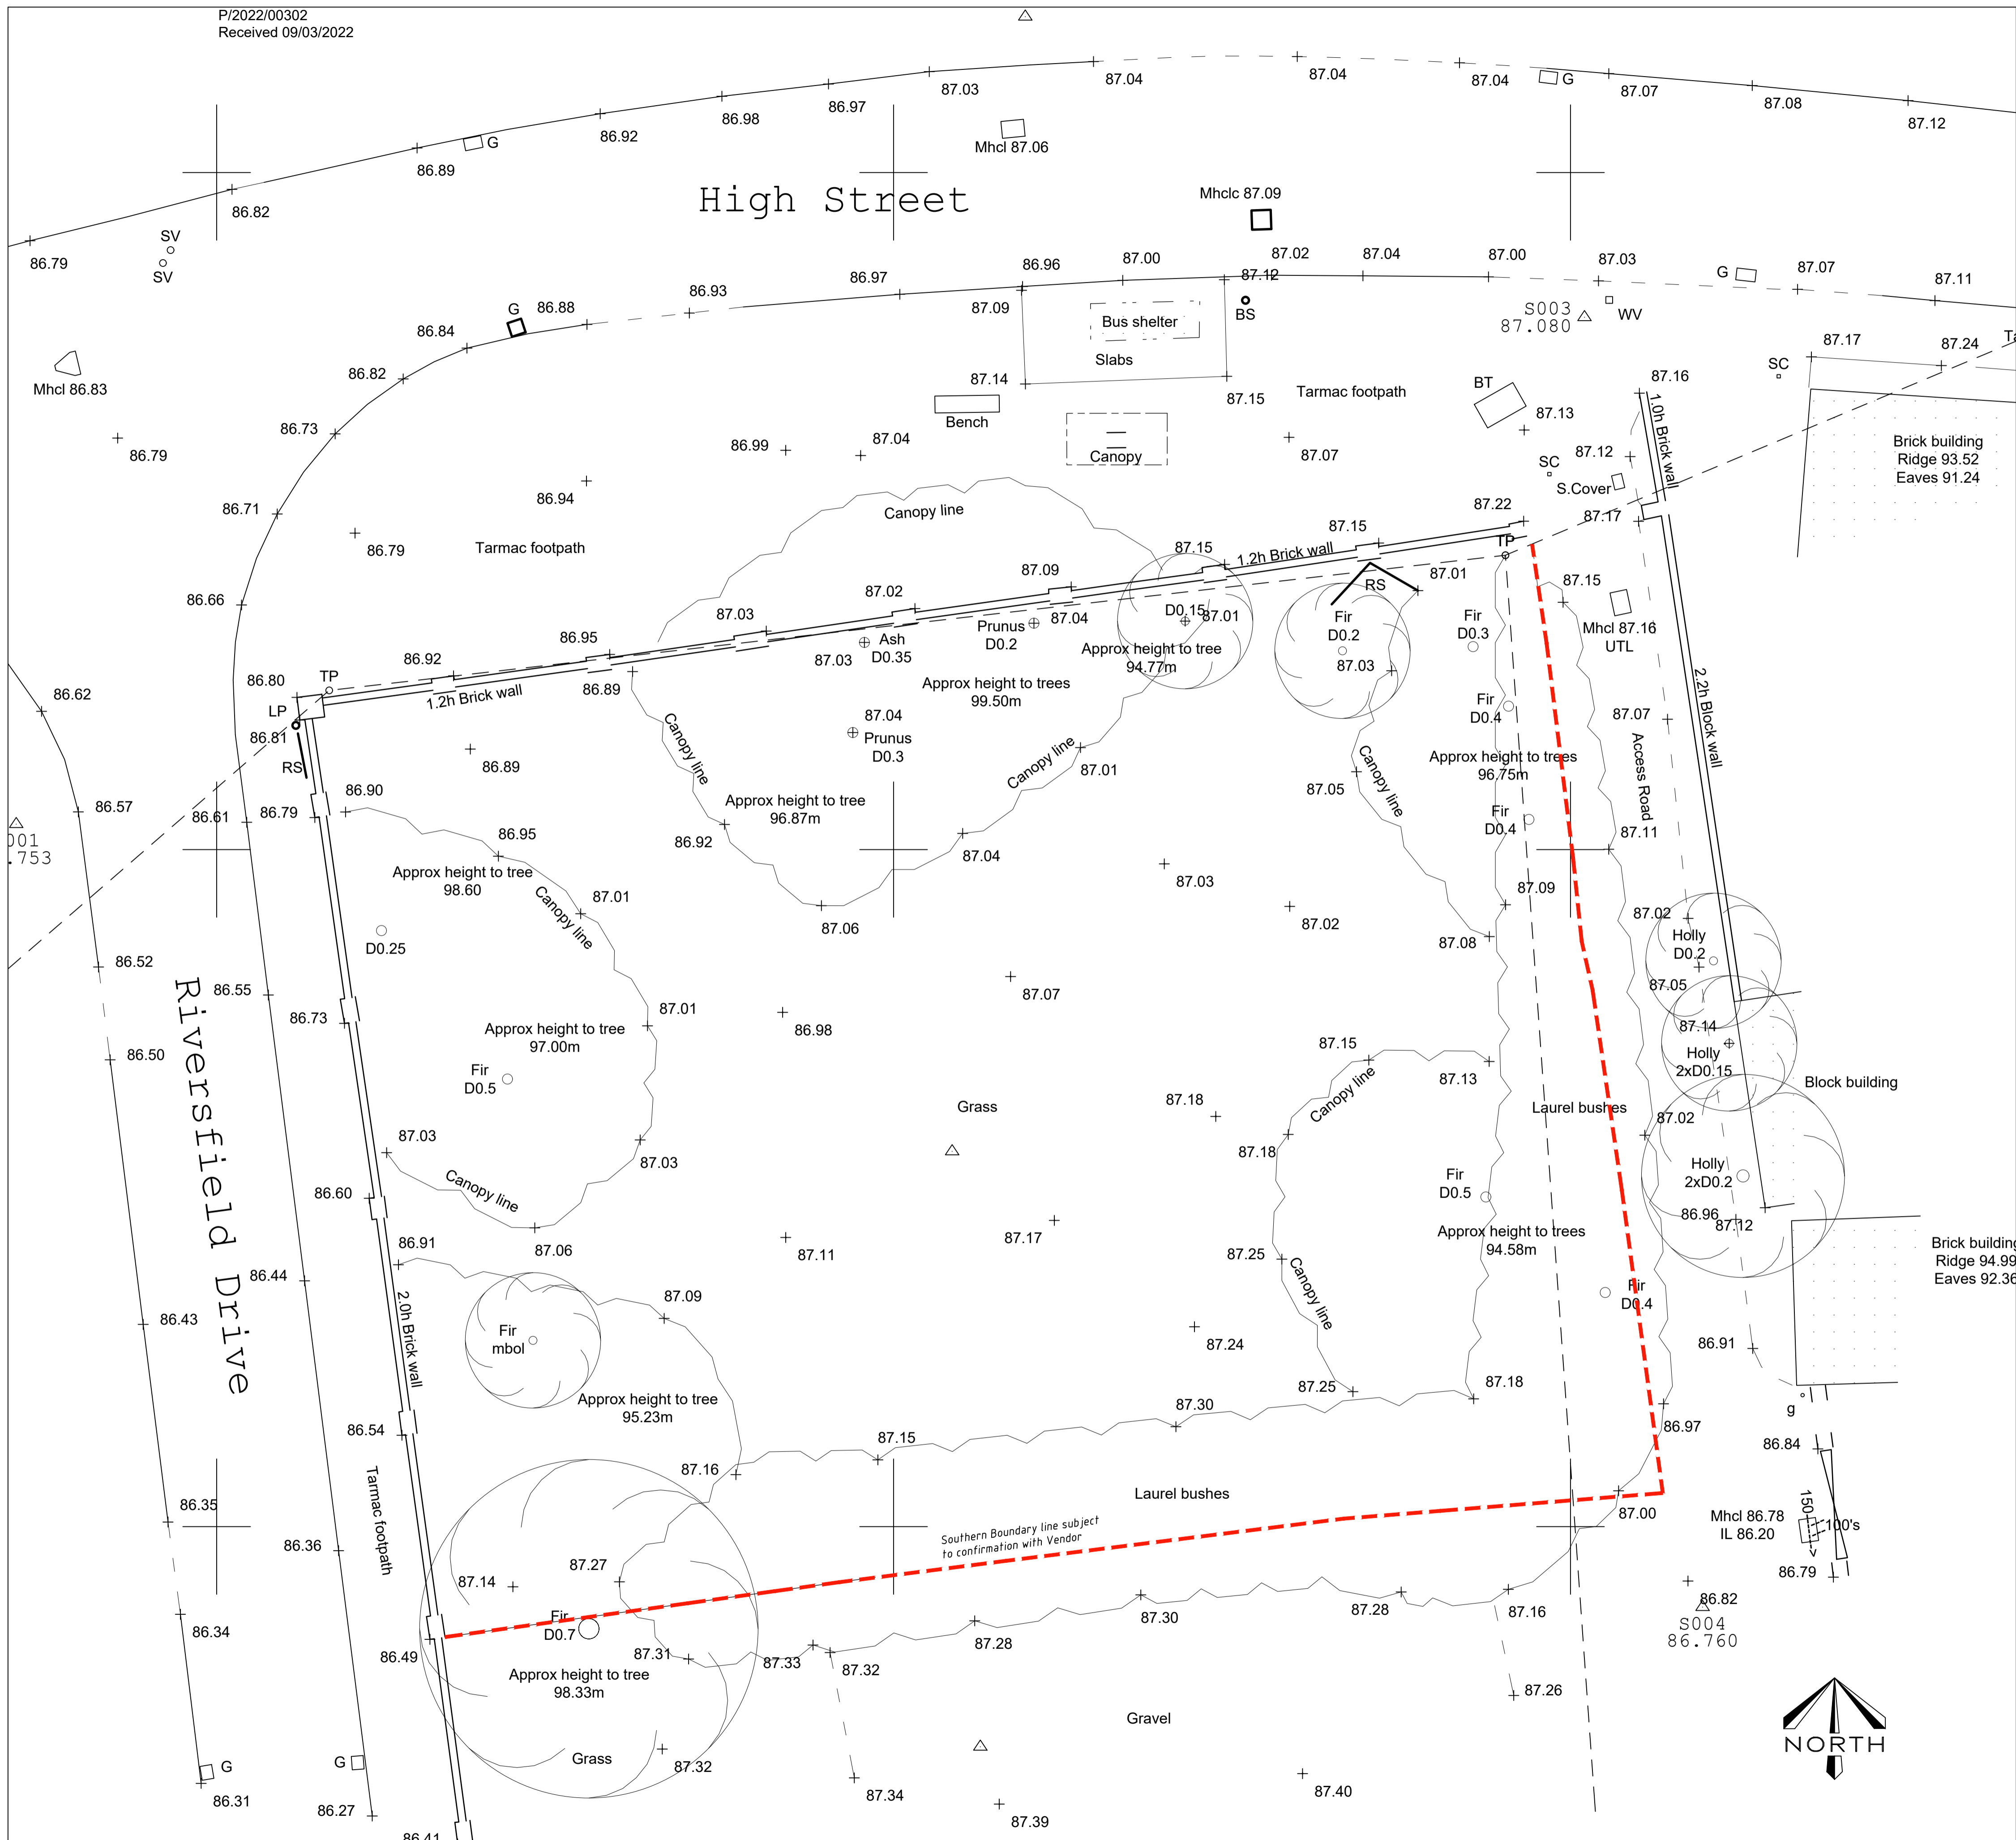 P/2022/00302
Received 09/03/2022
87.03
87.04
87.04
87.04
G
87.07
87.08
87.12
86.97
86.98
86.92
G
86.89
86.82
86.79
Mhcl 87.06
High Street
Mhclc 87.09
SV
SV
Mhcl 86.83
86.79
G
86.88
86.84
86.82
86.73
86.71
86.66
86.93
86.97
86.96
87.00
87.12
87.02
87.04
87.00
87.03
G
87.07
87.11
87.09
Bus shelter
Slabs
BS
S003
87.080
WV
87.14
87.15
Bench
Canopy
Tarmac footpath
BT
87.13
87.16
1.0h Brick wall
SC
87.17
87.24
Brick building
Ridge 93.52
Eaves 91.24
86.99
87.04
87.07
87.12
SC
S.Cover
87.17
86.94
86.79
Tarmac footpath
Canopy line
87.22
87.15
1.2h Brick wall
87.15
TP
87.09
87.02
87.03
86.95
86.92
86.80
TP
LP
86.81
RS
1.2h Brick wall
86.89
87.03
Ash
D0.35
Prunus
D0.2
87.04
D0.15
87.01
RS
87.01
Fir
D0.2
87.03
Fir
D0.3
87.15
Mhcl 87.16
UTL
2.2h Block wall
Approx height to tree
94.77m
Approx height to trees
99.50m
87.04
Prunus
D0.3
Canopy line
Canopy line
87.01
86.89
Approx height to tree
96.87m
86.92
87.04
87.06
Fir
D0.4
Approx height to trees
96.75m
Fir
D0.4
87.05
Canopy line
87.07
Access Road
87.11
86.62
86.57
001
.753
86.52
86.50
86.43
86.35
86.34
86.31
G
Riversfield Drive
86.61
86.79
86.90
86.95
Approx height to tree
98.60
Canopy line
87.01
D0.25
86.55
86.73
Approx height to tree
97.00m
87.01
Fir
D0.5
87.03
87.03
Canopy line
87.06
86.60
86.91
86.44
2.0h Brick wall
Fir
mbol
87.09
Approx height to tree
95.23m
86.54
Tarmac footpath
87.16
86.36
86.49
G
86.27
86.41
86.98
87.07
87.03
87.02
87.09
87.08
87.15
87.13
Canopy line
Grass
87.18
87.18
87.17
87.11
87.25
Canopy line
87.24
87.25
87.18
87.30
87.15
Fir
D0.5
Approx height to trees
94.58m
Laurel bushes
87.02
Fir
D0.4
87.02
Holly
D0.2
87.05
87.14
Holly
2xD0.15
Block building
Holly
2xD0.2
86.96
87.12
Brick building
Ridge 94.99
Eaves 92.36
86.91
g
86.84
86.97
87.00
Mhcl 86.78
IL 86.20
150
100's
86.79
86.82
S004
86.760
Laurel bushes
Southern Boundary line subject
to confirmation with Vendor
87.14
87.27
Fir
D0.7
87.31
87.33
87.32
87.28
87.30
87.28
87.16
87.26
Approx height to tree
98.33m
Grass
87.32
87.34
87.39
87.40
Gravel
NORTH